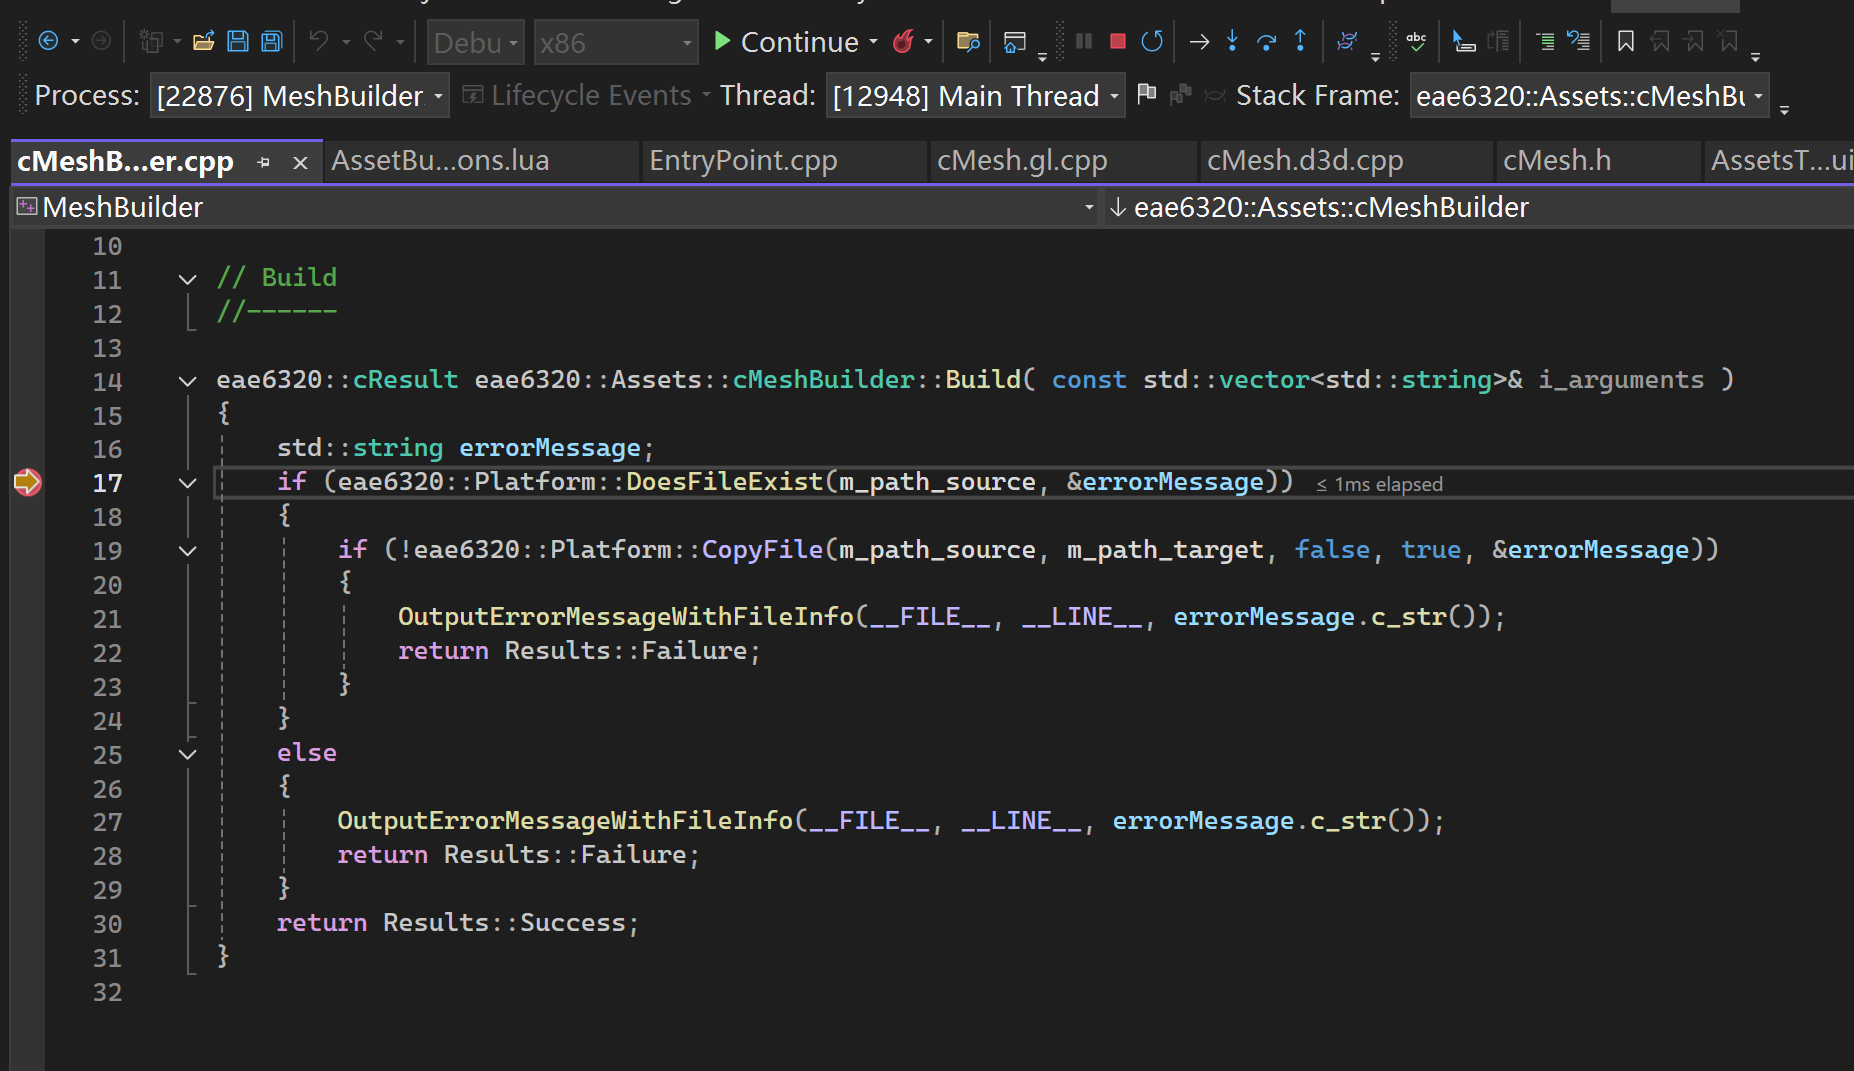 Debu x86 Continue abc
Process: [22876] MeshBuilder. Lifecycle Events Thread: [12948] Main Thread Stack Frame: eae6320::Assets::cMeshBu
cMeshB...er.cpp AssetBu...ons.lua EntryPoint.cpp cMesh.gl.cpp cMesh.d3d.cpp cMesh.h AssetsT...ui
MeshBuilder eae6320::Assets::cMeshBuilder
10
11 // Build
12 //------
13
14 eae6320::cResult eae6320::Assets::cMeshBuilder::Build( const std::vector<std::string>& i_arguments )
15 {
16 std::string errorMessage;
17 if (eae6320::Platform::DoesFileExist(m_path_source, &errorMessage)) ≤ 1ms elapsed
18 {
19 if (!eae6320::Platform::CopyFile(m_path_source, m_path_target, false, true, &errorMessage))
20 {
21 OutputErrorMessageWithFileInfo(__FILE__, __LINE__, errorMessage.c_str());
22 return Results::Failure;
23 }
24 }
25 else
26 {
27 OutputErrorMessageWithFileInfo(__FILE__, __LINE__, errorMessage.c_str());
28 return Results::Failure;
29 }
30 return Results::Success;
31 }
32